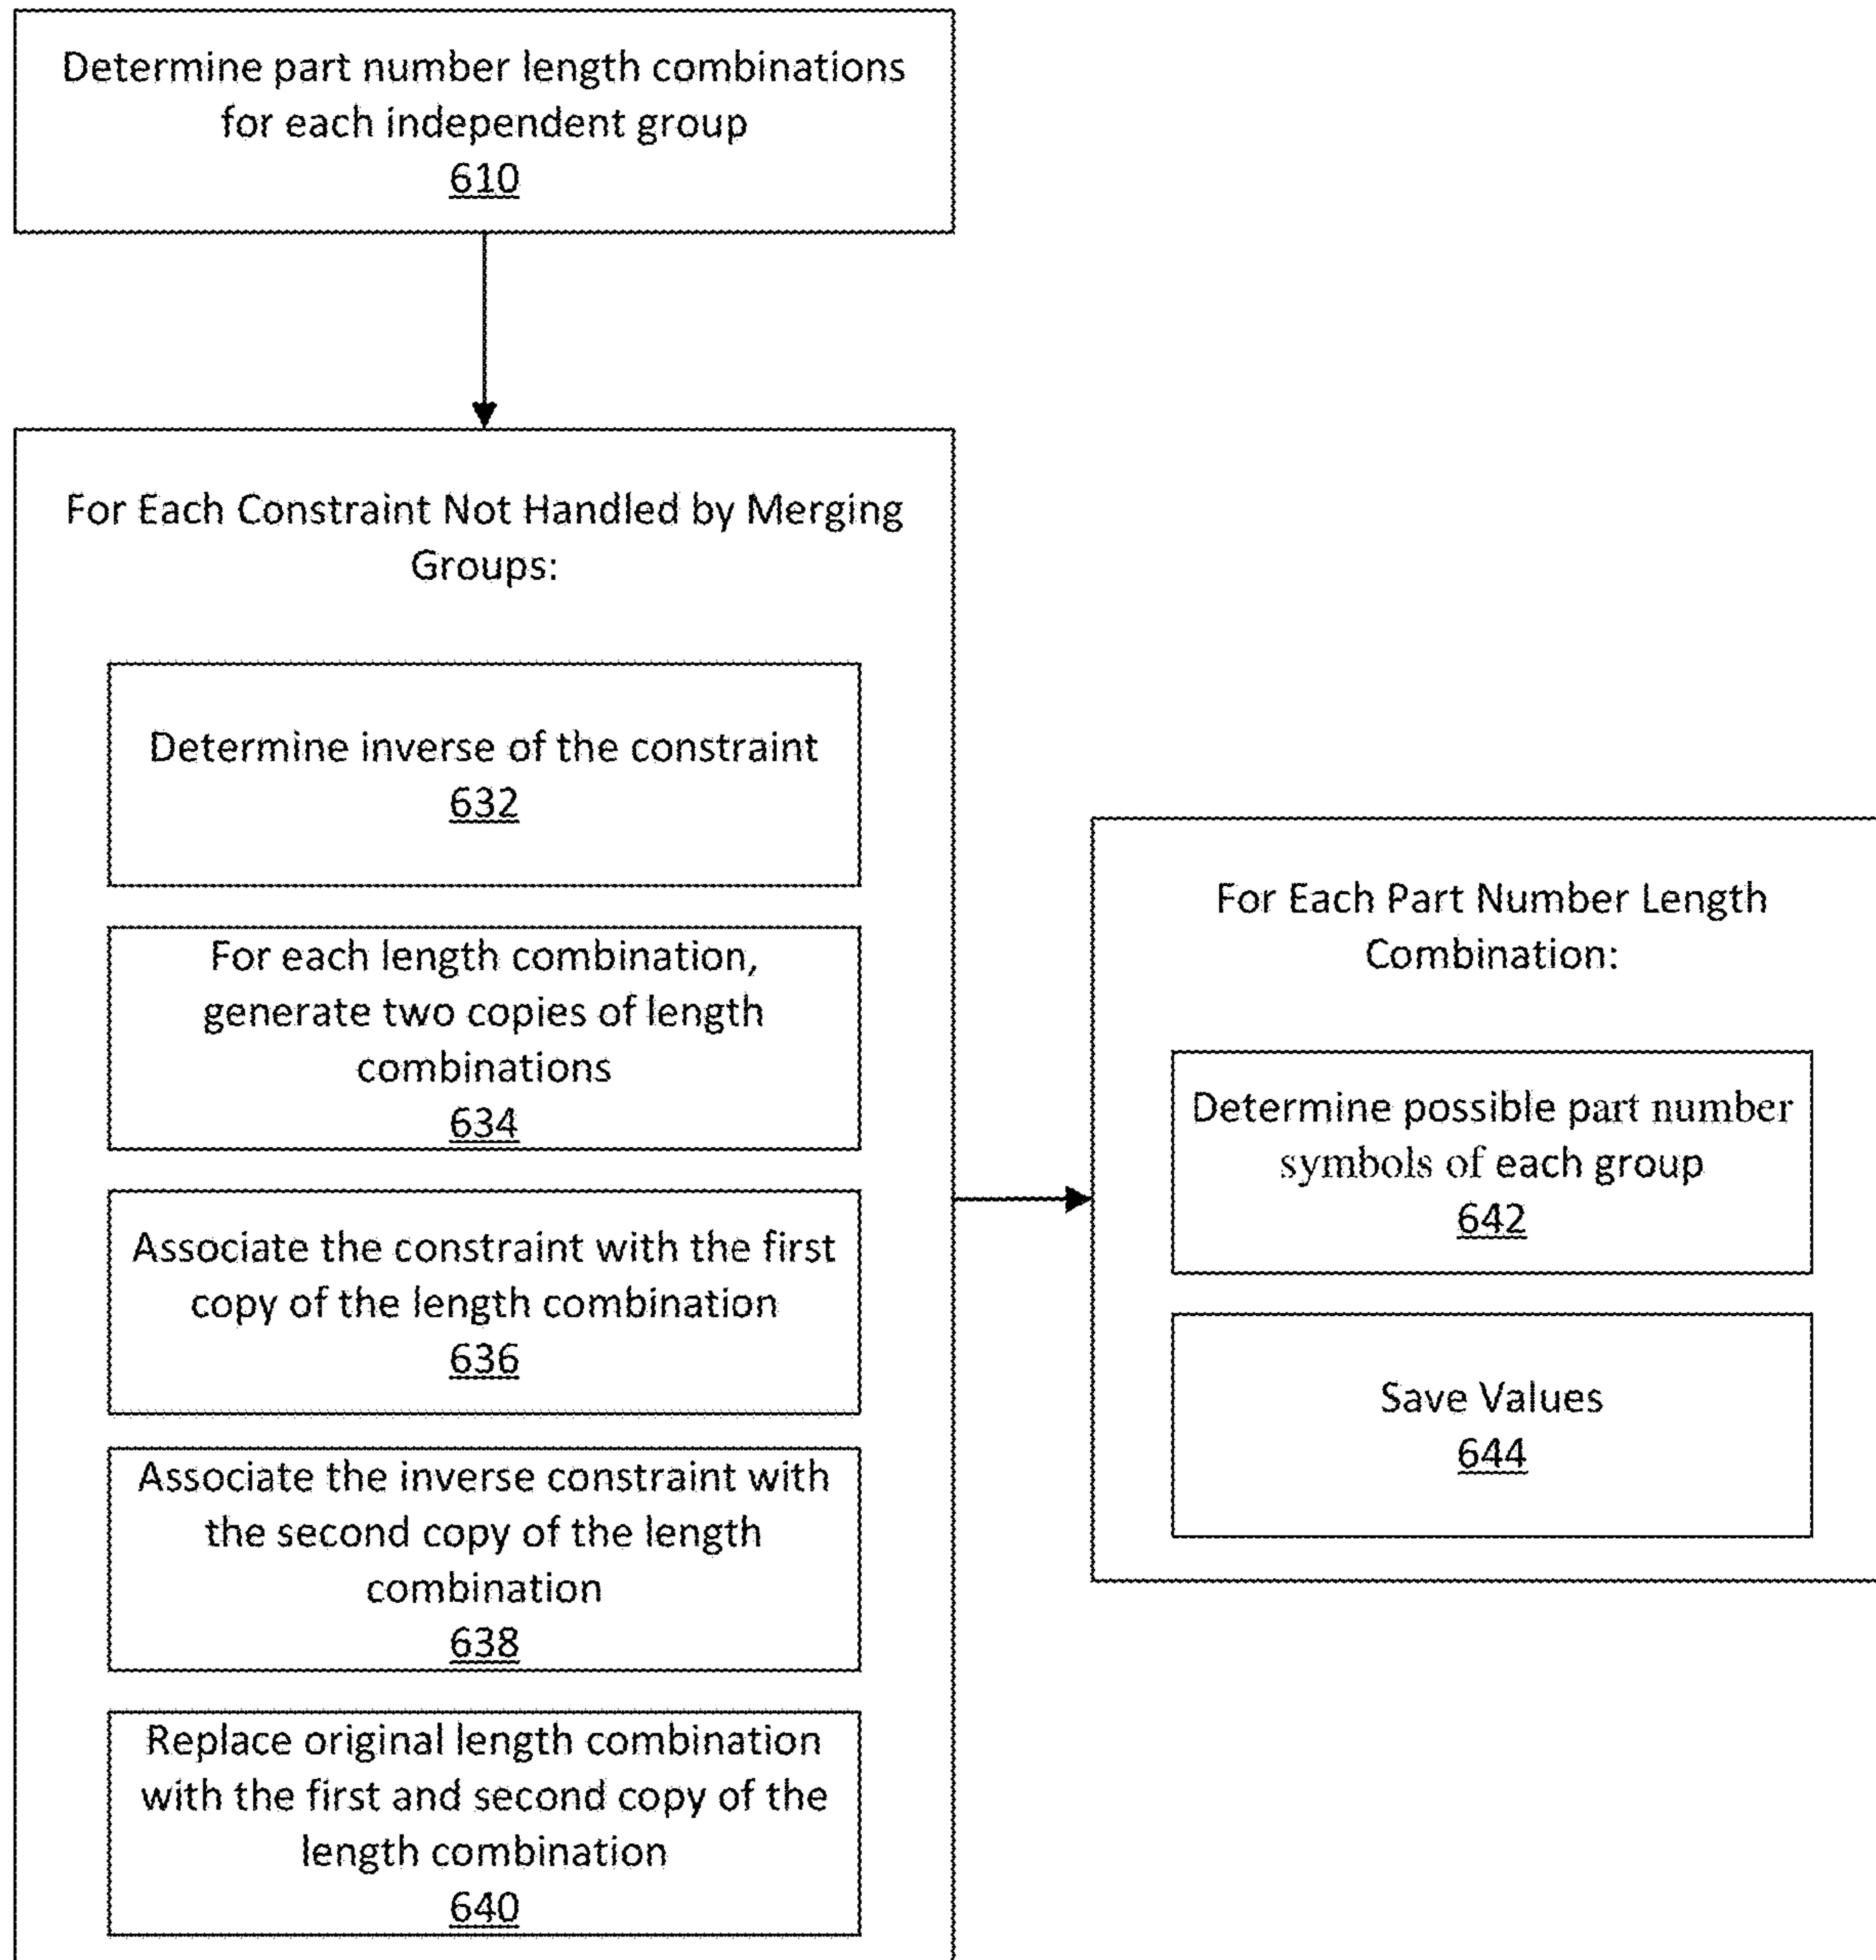 Determine part number length combinations
for each independent group
610
For Each Constraint Not Handled by Merging
Groups:
Determine inverse of the constraint
632
For each length combination,
generate two copies of length
combinations
634
Associate the constraint with the first
copy of the length combination
636
Associate the inverse constraint with
the second copy of the length
combination
638
Replace original length combination
with the first and second copy of the
length combination
640
For Each Part Number Length
Combination:
Determine possible part number
symbols of each group
642
Save Values
644